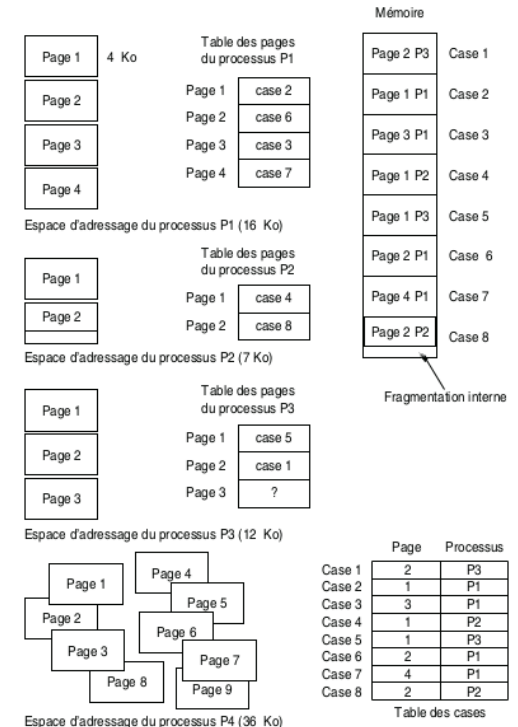 Mémoire
Page 1 4 Ko
Page 2
Page 3
Page 4
Table des pages
du processus P1
Page 1 case 2
Page 2 case 6
Page 3 case 3
Page 4 case 7
Espace d'adressage du processus P1 (16 Ko)
Page 1
Page 2
Table des pages
du processus P2
Page 1 case 4
Page 2 case 8
Espace d'adressage du processus P2 (7 Ko)
Page 1
Page 2
Page 3
Table des pages
du processus P3
Page 1 case 5
Page 2 case 1
Page 3 ?
Espace d'adressage du processus P3 (12 Ko)
Page 1
Page 2
Page 3
Page 8
Page 4
Page 5
Page 6
Page 7
Page 9
Espace d'adressage du processus P4 (36 Ko)
Page 2 P3 Case 1
Page 1 P1 Case 2
Page 3 P1 Case 3
Page 1 P2 Case 4
Page 1 P3 Case 5
Page 2 P1 Case 6
Page 4 P1 Case 7
Page 2 P2 Case 8
Fragmentation interne
Page Processus
Case 1 2 P3
Case 2 1 P1
Case 3 3 P1
Case 4 1 P2
Case 5 1 P3
Case 6 2 P1
Case 7 4 P1
Case 8 2 P2
Table des cases